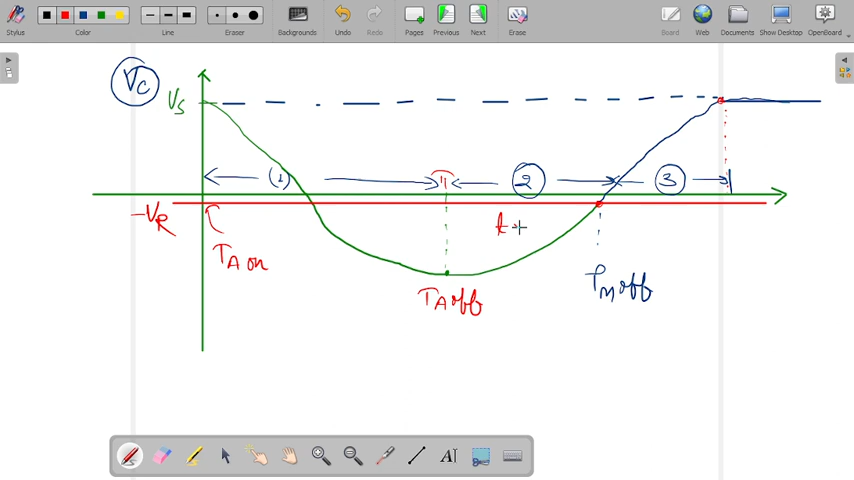 Stylus
Color
Line
Eraser
Backgrounds
Undo
Pages
Previous
Next
Erase
Board
Web
Documents
Show Desktop
OpenBoard
VC
VS
(1)
π
2
3
-VR
TA on
TA off
TM off